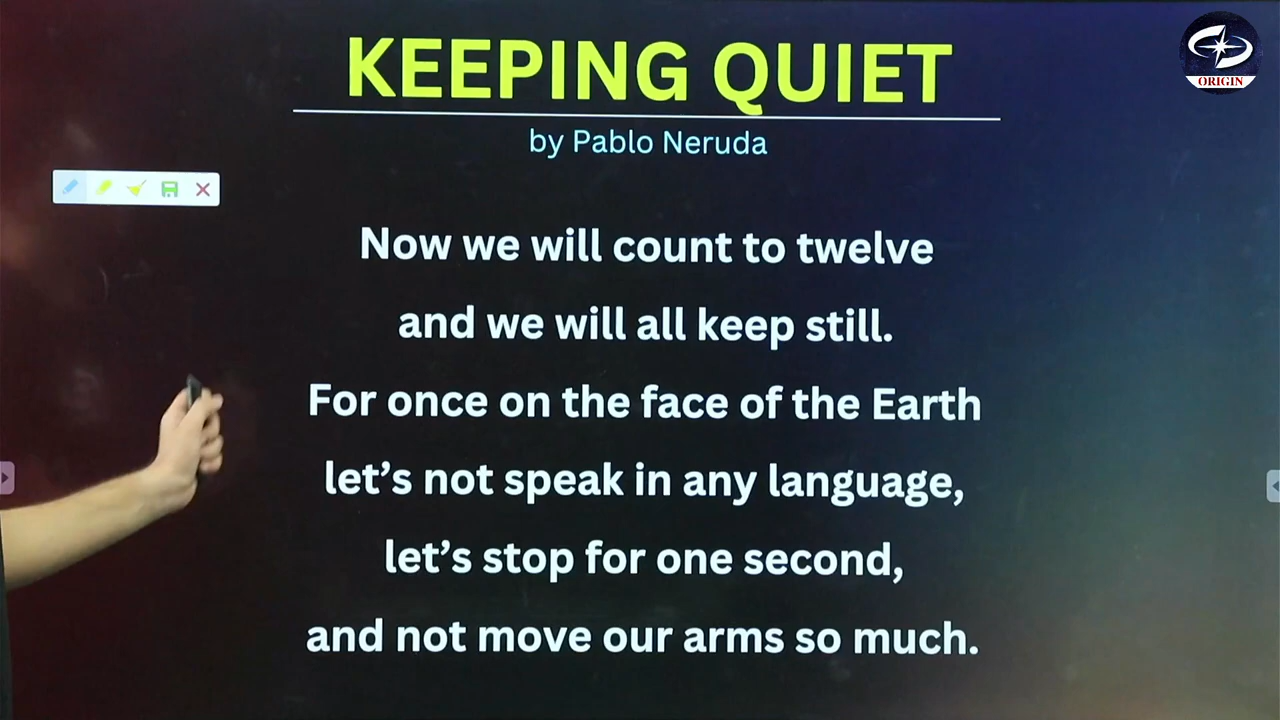 KEEPING QUIET
ORIGIN
by Pablo Neruda
Now we will count to twelve
and we will all keep still.
For once on the face of the Earth
let’s not speak in any language,
let’s stop for one second,
and not move our arms so much.